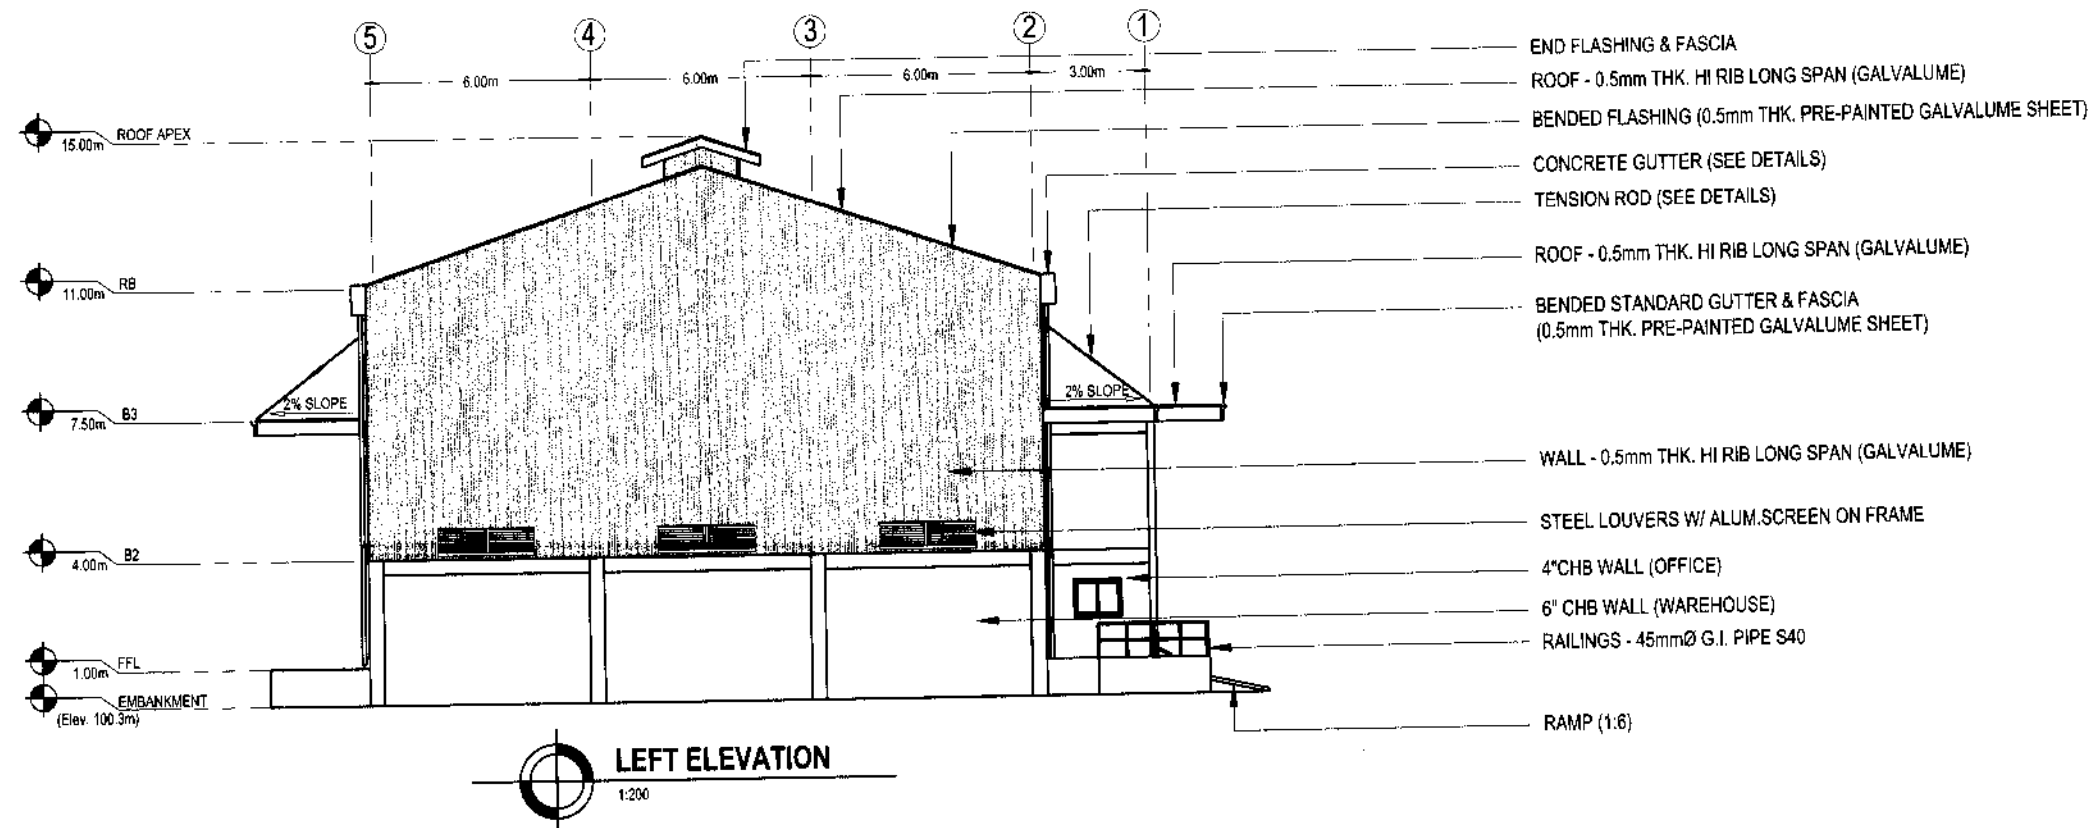 5 4 3 2 1
6.00m 6.00m 6.00m 3.00m
END FLASHING & FASCIA
ROOF - 0.5mm THK. HI RIB LONG SPAN (GALVALUME)
BENDED FLASHING (0.5mm THK. PRE-PAINTED GALVALUME SHEET)
CONCRETE GUTTER (SEE DETAILS)
TENSION ROD (SEE DETAILS)
ROOF - 0.5mm THK. HI RIB LONG SPAN (GALVALUME)
BENDED STANDARD GUTTER & FASCIA
(0.5mm THK. PRE-PAINTED GALVALUME SHEET)
WALL - 0.5mm THK. HI RIB LONG SPAN (GALVALUME)
STEEL LOUVERS W/ ALUM.SCREEN ON FRAME
4"CHB WALL (OFFICE)
6" CHB WALL (WAREHOUSE)
RAILINGS - 45mmØ G.I. PIPE S40
RAMP (1:6)
ROOF APEX
15.00m
RB
11.00m
B3
7.50m
B2
4.00m
FFL
1.00m
EMBANKMENT
(Elev. 100.3m)
2% SLOPE
2% SLOPE
LEFT ELEVATION
1:200